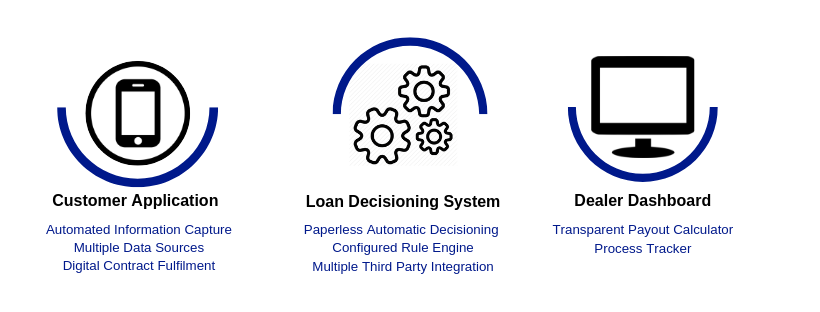 Customer Application
Automated Information Capture
Multiple Data Sources
Digital Contract Fulfilment
Loan Decisioning System
Paperless Automatic Decisioning
Configured Rule Engine
Multiple Third Party Integration
Dealer Dashboard
Transparent Payout Calculator
Process Tracker